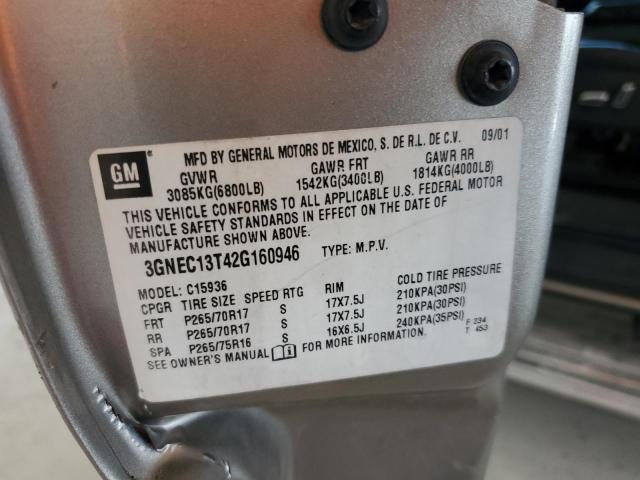 GM
MFD BY GENERAL MOTORS DE MEXICO, S. DE R.L. DE C.V. 09/01
GVWR GAWR FRT GAWR RR
3085KG(6800LB) 1542KG(3400LB) 1814KG(4000LB)
THIS VEHICLE CONFORMS TO ALL APPLICABLE U.S. FEDERAL MOTOR
VEHICLE SAFETY STANDARDS IN EFFECT ON THE DATE OF
MANUFACTURE SHOWN ABOVE.
3GNEC13T42G160946 TYPE: M.P.V.
MODEL: C15936
CPGR TIRE SIZE SPEED RTG RIM COLD TIRE PRESSURE
FRT P265/70R17 S 17X7.5J 210KPA(30PSI)
RR P265/70R17 S 17X7.5J 210KPA(30PSI)
SPA P265/75R16 S 16X6.5J 240KPA(35PSI)
SEE OWNER'S MANUAL FOR MORE INFORMATION.
F 234
T 453